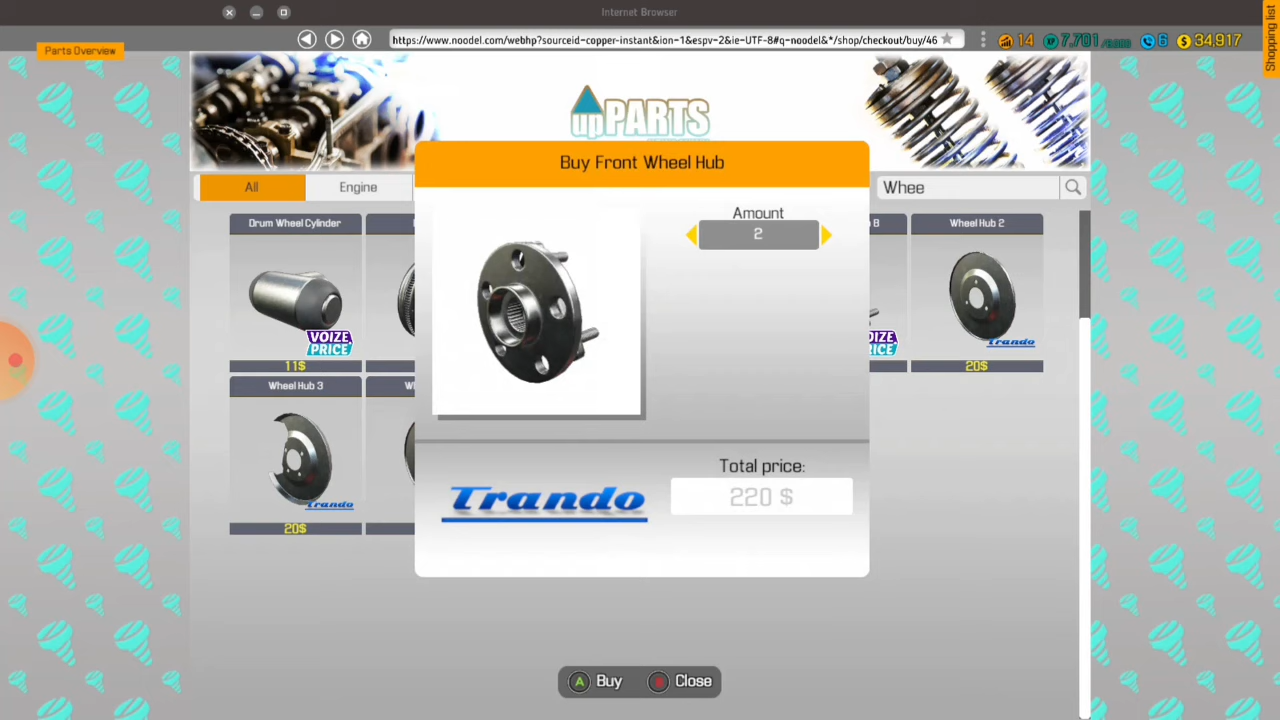 Internet Browser
https://www.noodel.com/webhp?sourceid-copper-instant&ion-1&espv-2&ie-UTF-8#q-noodel&*/shop/checkout/buy/46
14
7,701
6
34,917
Shopping list
Parts Overview
upPARTS
Buy Front Wheel Hub
All
Engine
Whee
Amount
2
Drum Wheel Cylinder
B
Wheel Hub 2
VOIZE
PRICE
ICE
Trando
11$
20$
Wheel Hub 3
W
Trando
20$
Total price:
220 $
Trando
A Buy
Close